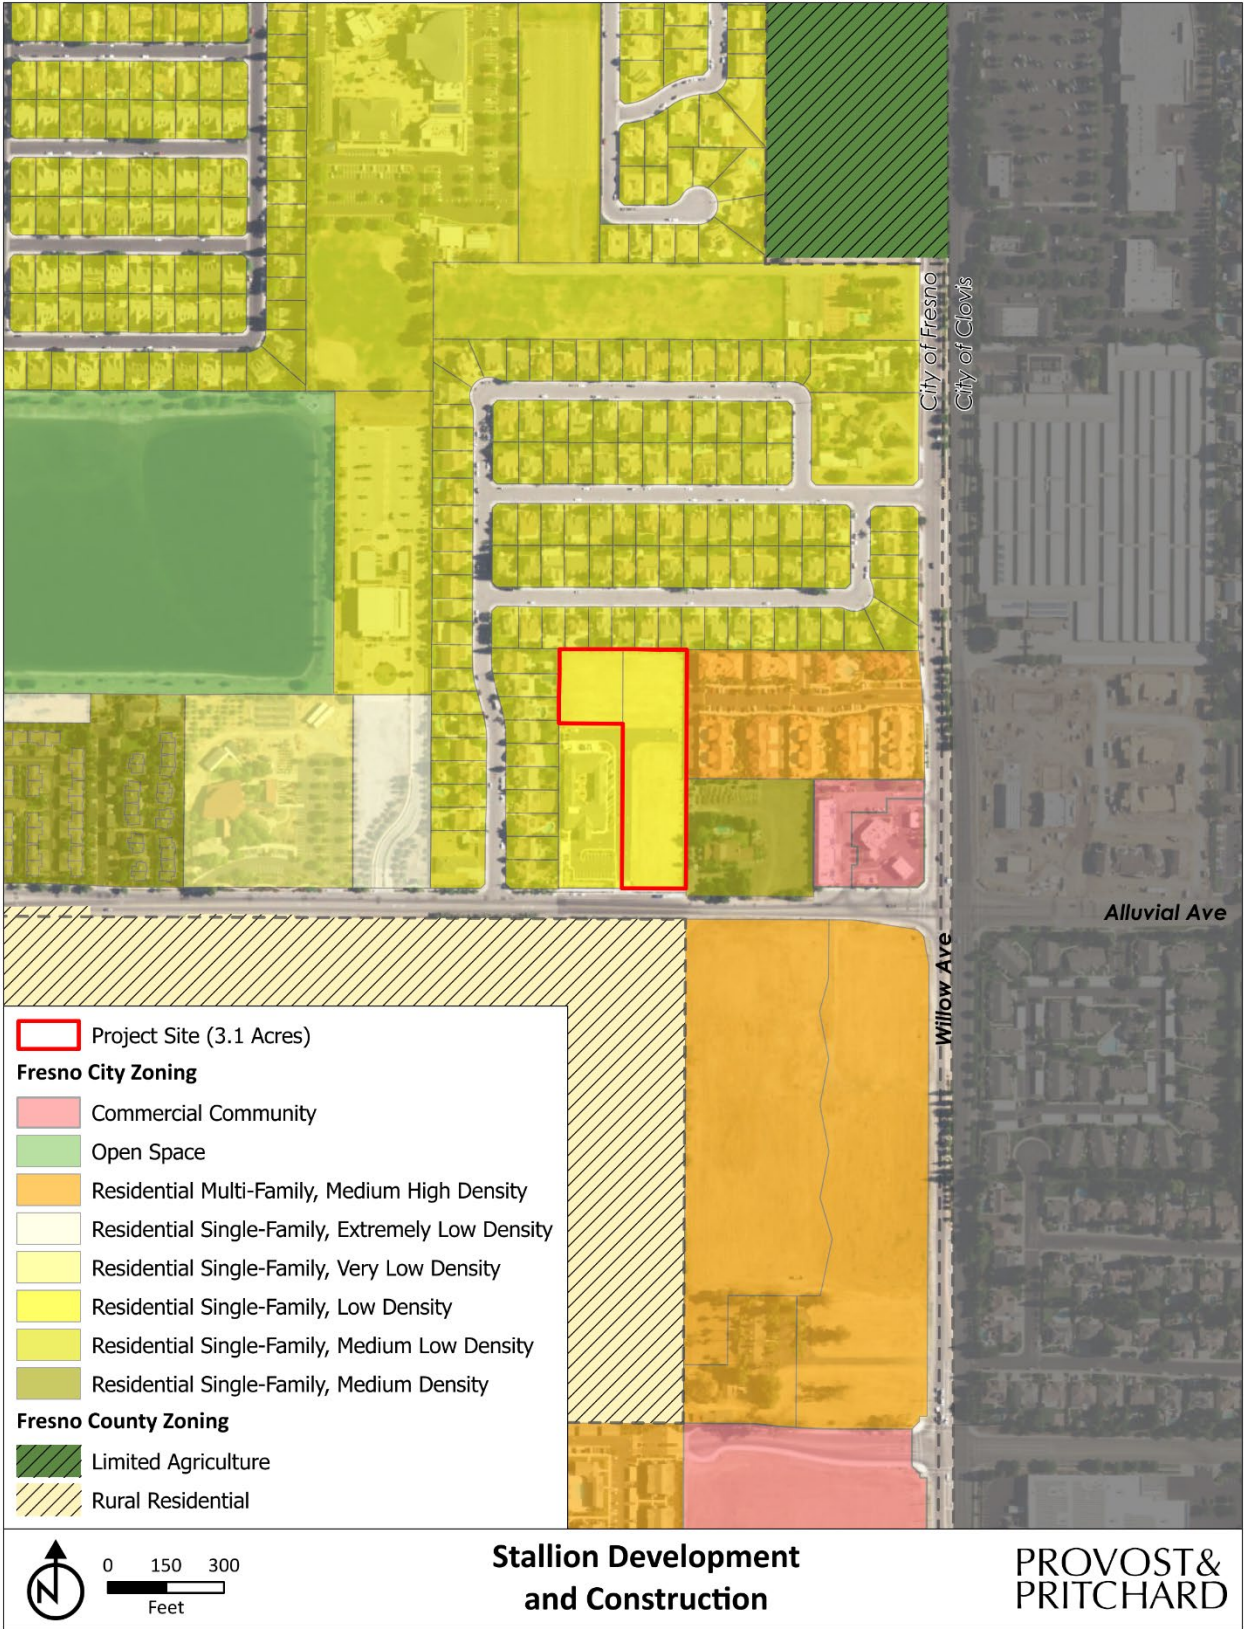 City of Fresno
City of Clovis
Alluvial Ave
Willow Ave
Project Site (3.1 Acres)
Fresno City Zoning
Commercial Community
Open Space
Residential Multi-Family, Medium High Density
Residential Single-Family, Extremely Low Density
Residential Single-Family, Very Low Density
Residential Single-Family, Low Density
Residential Single-Family, Medium Low Density
Residential Single-Family, Medium Density
Fresno County Zoning
Limited Agriculture
Rural Residential
N
0 150 300
Feet
Stallion Development
and Construction
PROVOST&
PRITCHARD